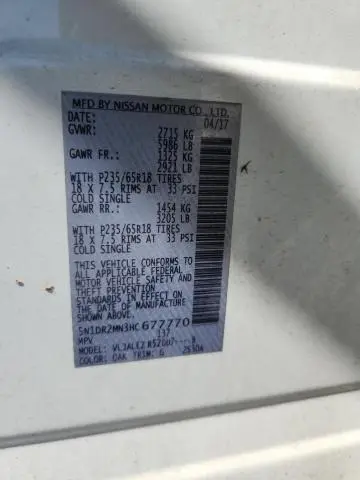 MFD BY NISSAN MOTOR CO., LTD.
DATE: 04/17
GVWR: 2715 KG
5986 LB
GAWR FR.: 1325 KG
2921 LB
WITH P235/65R18 TIRES
18 X 7.5 RIMS AT 33 PSI
COLD SINGLE
GAWR RR.: 1454 KG
3205 LB
WITH P235/65R18 TIRES
18 X 7.5 RIMS AT 33 PSI
COLD SINGLE
THIS VEHICLE CONFORMS TO
ALL APPLICABLE FEDERAL
MOTOR VEHICLE SAFETY AND
THEFT PREVENTION
STANDARDS IN EFFECT ON
THE DATE OF MANUFACTURE
SHOWN ABOVE.
5N1DR2MN3HC677770
MPV 137
MODEL:
COLOR: QAK TRIM: G